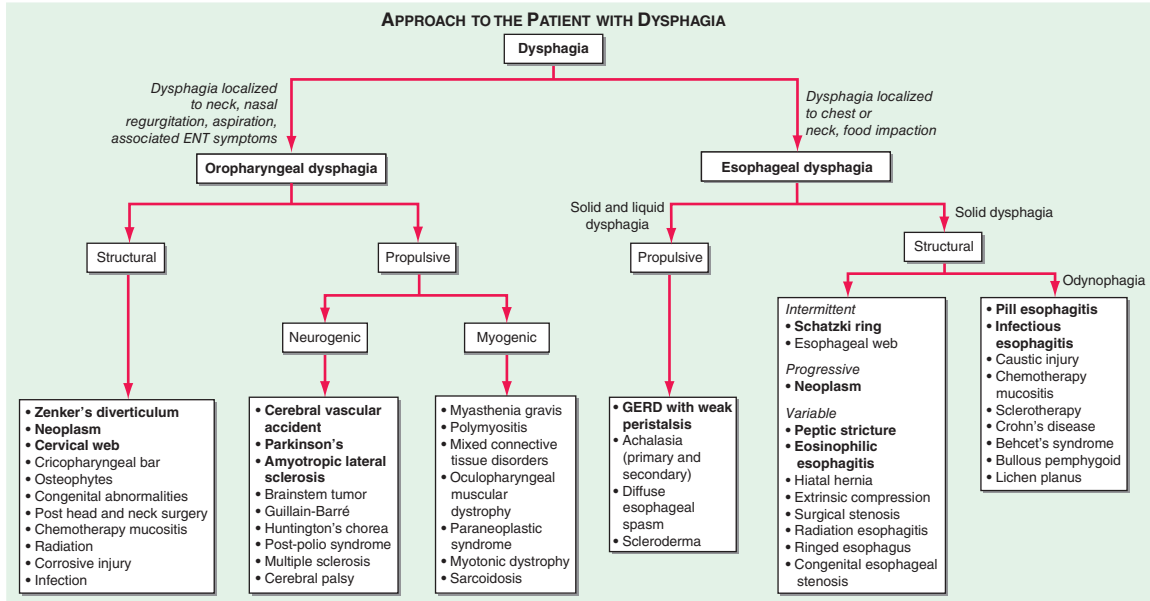 APPROACH TO THE PATIENT WITH DYSPHAGIA
Dysphagia
Dysphagia localized
to neck, nasal
regurgitation, aspiration,
associated ENT symptoms
Dysphagia localized
to chest or
neck, food impaction
Oropharyngeal dysphagia
Esophageal dysphagia
Solid and liquid
dysphagia
Solid dysphagia
Structural
Propulsive
Propulsive
Structural
Odynophagia
Neurogenic
Myogenic
• Zenker's diverticulum
• Neoplasm
• Cervical web
• Cricopharyngeal bar
• Osteophytes
• Congenital abnormalities
• Post head and neck surgery
• Chemotherapy mucositis
• Radiation
• Corrosive injury
• Infection
• Cerebral vascular
accident
• Parkinson's
• Amyotropic lateral
sclerosis
• Brainstem tumor
• Guillain-Barré
• Huntington's chorea
• Post-polio syndrome
• Multiple sclerosis
• Cerebral palsy
• Myasthenia gravis
• Polymyositis
• Mixed connective
tissue disorders
• Oculopharyngeal
muscular
dystrophy
• Paraneoplastic
syndrome
• Myotonic dystrophy
• Sarcoidosis
• GERD with weak
peristalsis
• Achalasia
(primary and
secondary)
• Diffuse
esophageal
spasm
• Scleroderma
Intermittent
• Schatzki ring
• Esophageal web
Progressive
• Neoplasm
Variable
• Peptic stricture
• Eosinophilic
esophagitis
• Hiatal hernia
• Extrinsic compression
• Surgical stenosis
• Radiation esophagitis
• Ringed esophagus
• Congenital esophageal
stenosis
• Pill esophagitis
• Infectious
esophagitis
• Caustic injury
• Chemotherapy
mucositis
• Sclerotherapy
• Crohn's disease
• Behcet's syndrome
• Bullous pemphygoid
• Lichen planus